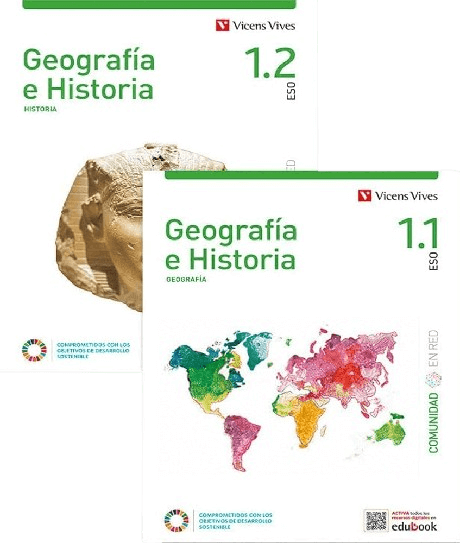 Vicens Vives
Geografía
e Historia
HISTORIA
1.2
ESO
RED
COMPROMETIDOS CON LOS
OBJETIVOS DE DESARROLLO
SOSTENIBLE
Vicens Vives
Geografía
e Historia
GEOGRAFÍA
1.1
ESO
COMUNIDAD EN RED
COMPROMETIDOS CON LOS
OBJETIVOS DE DESARROLLO
SOSTENIBLE
ACTIVA todos los
recursos digitales en
edubook